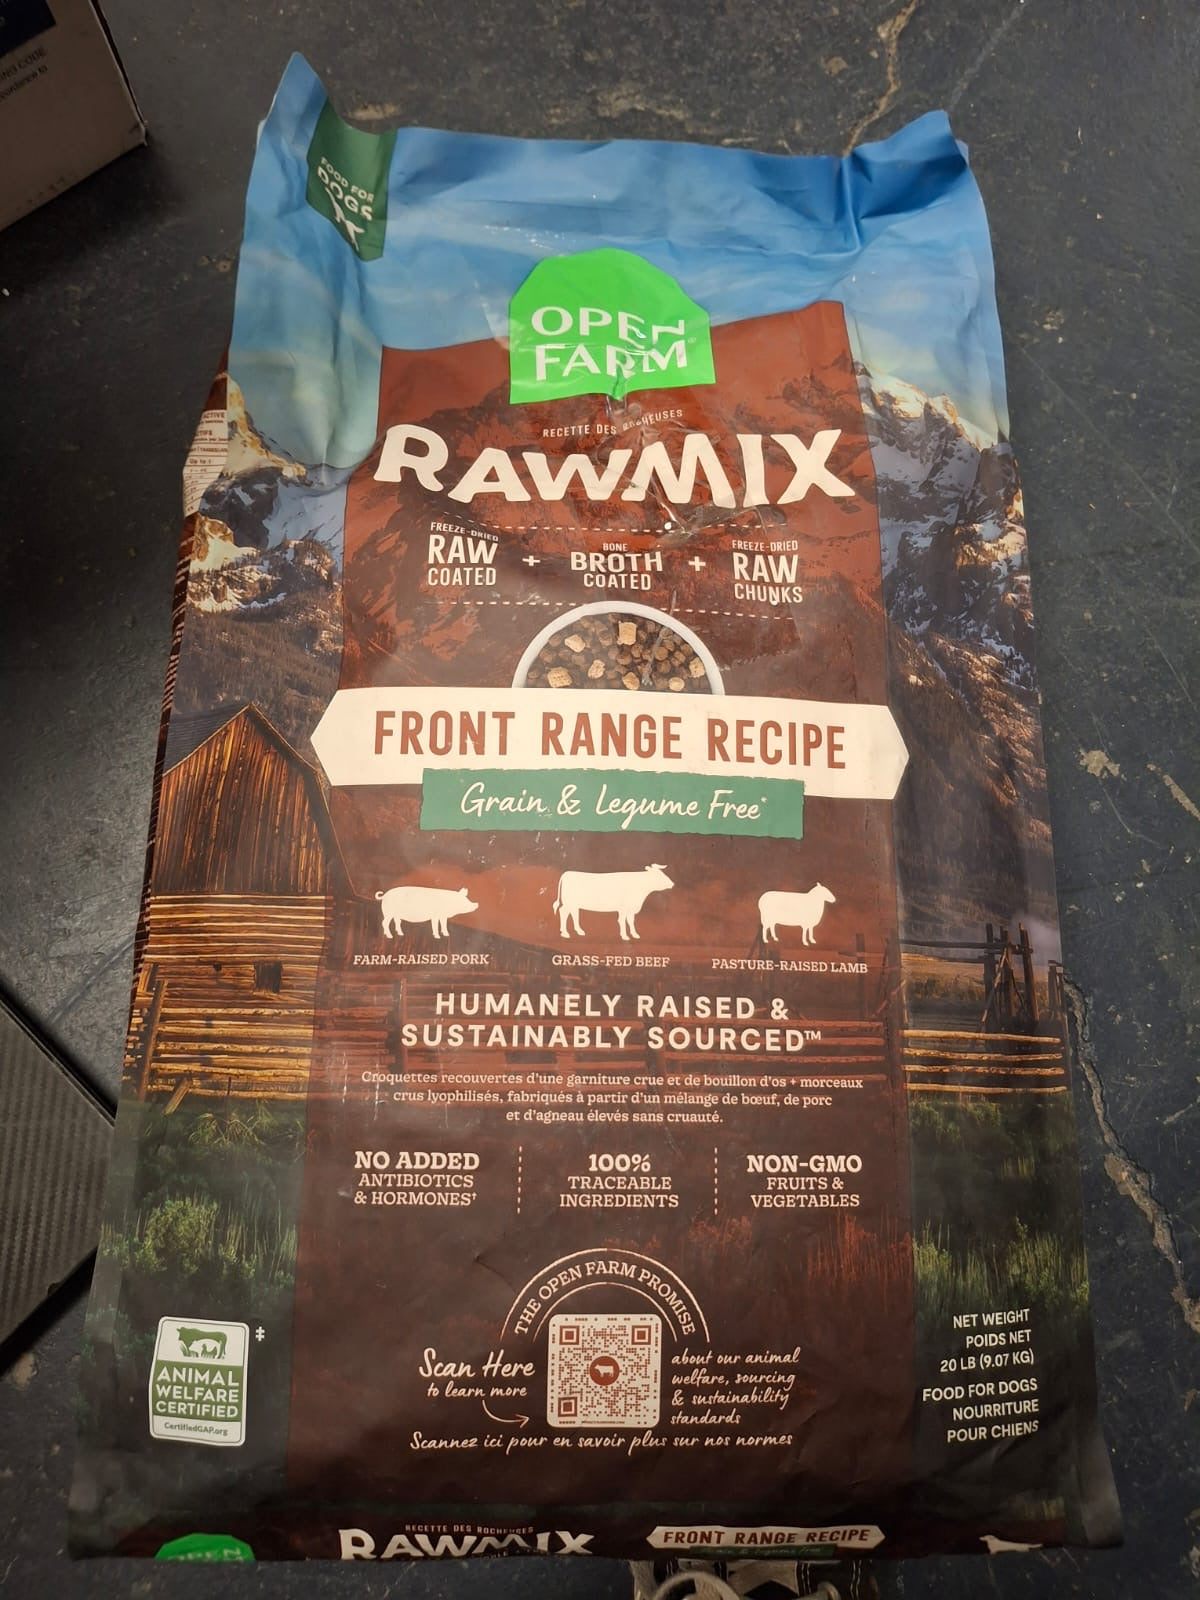 NG CODE
FOOD FOR
DOGS
OPEN
FARM
RECETTE DES ROCHEUSES
RAWMIX
FREEZE-DRIED
RAW
COATED
+
BONE
BROTH
COATED
+
FREEZE-DRIED
RAW
CHUNKS
FRONT RANGE RECIPE
Grain & Legume Free*
FARM-RAISED PORK
GRASS-FED BEEF
PASTURE-RAISED LAMB
HUMANELY RAISED &
SUSTAINABLY SOURCED™
Croquettes recouvertes d'une garniture crue et de bouillon d'os + morceaux
crus lyophilisés, fabriqués à partir d'un mélange de bœuf, de porc
et d'agneau élevés sans cruauté.
NO ADDED
ANTIBIOTICS
& HORMONES†
100%
TRACEABLE
INGREDIENTS
NON-GMO
FRUITS &
VEGETABLES
THE OPEN FARM PROMISE
Scan Here
to learn more
about our animal
welfare, sourcing
& sustainability
standards
Scannez ici pour en savoir plus sur nos normes
‡
ANIMAL
WELFARE
CERTIFIED
CertifiedGAP.org
NET WEIGHT
POIDS NET
20 LB (9.07 KG)
FOOD FOR DOGS
NOURRITURE
POUR CHIENS
OPEN
RECETTE DES ROCHEUSES
RAWMIX
FRONT RANGE RECIPE